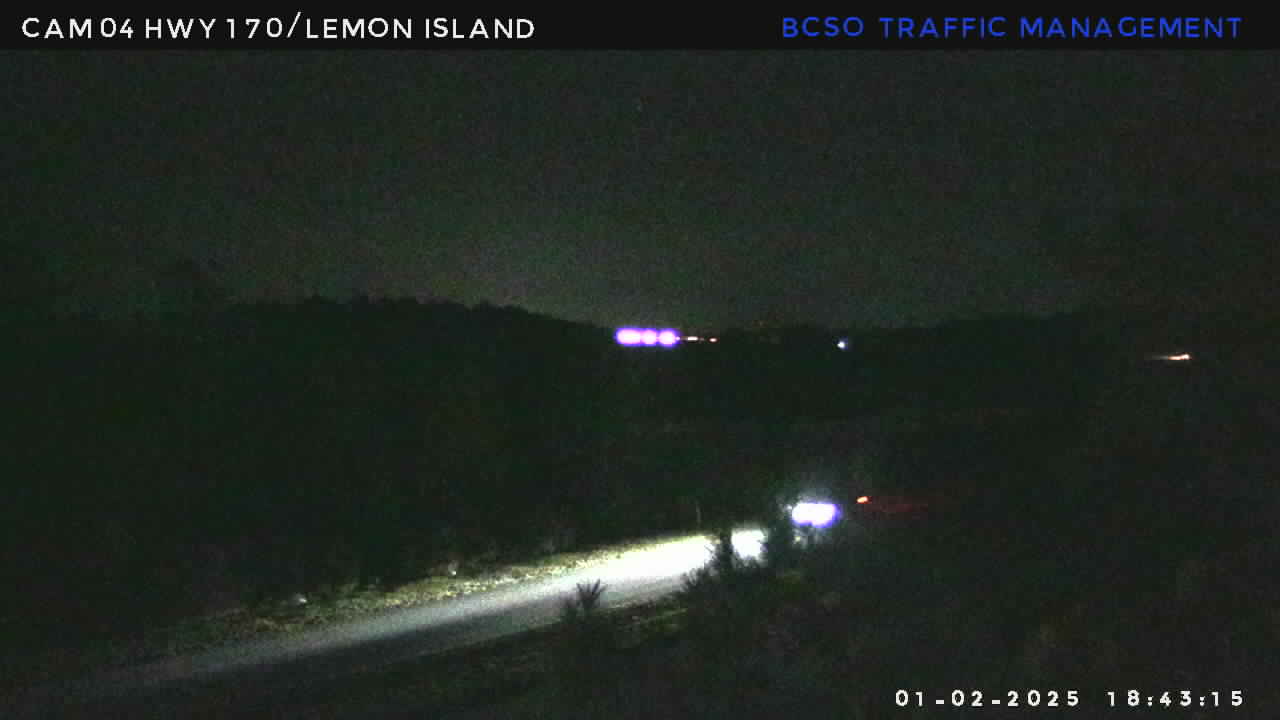 CAM04 HWY 170/LEMON ISLAND
BCSO TRAFFIC MANAGEMENT
01-02-2025 18:43:15